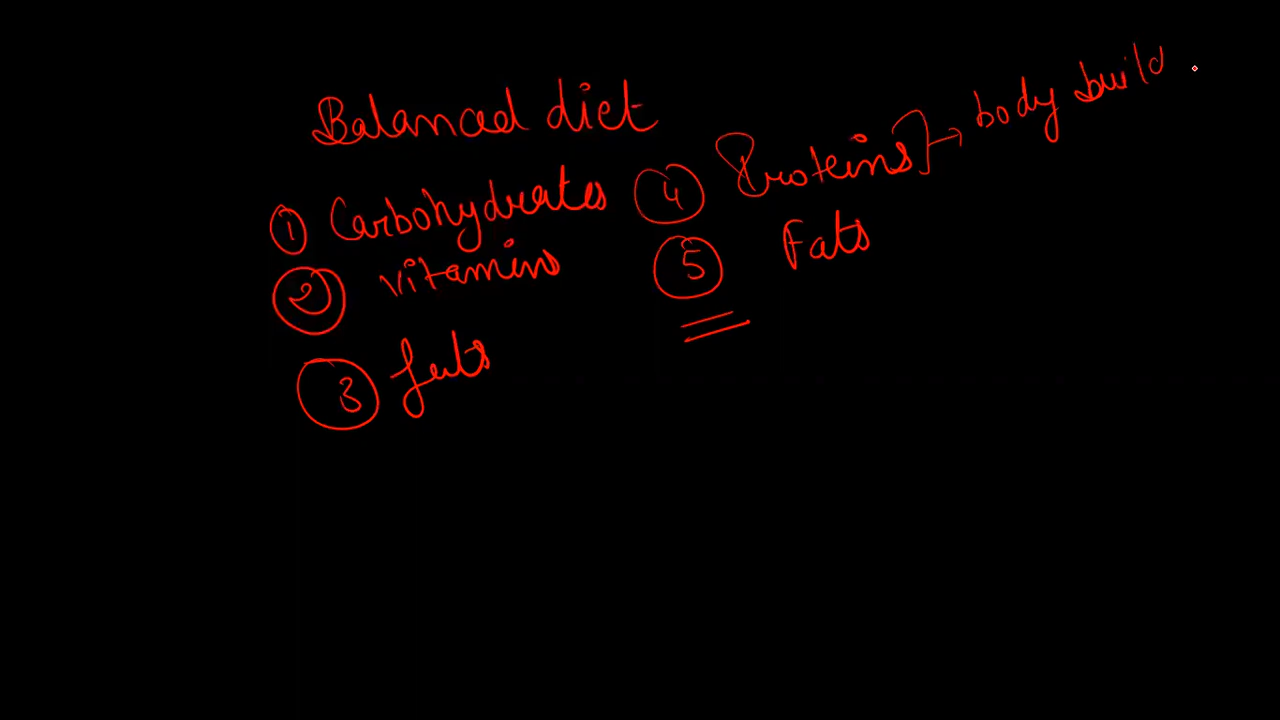 Balanced diet
① Carbohydrates
② vitamins
③ fats
④ Proteins → body build
⑤ Fats